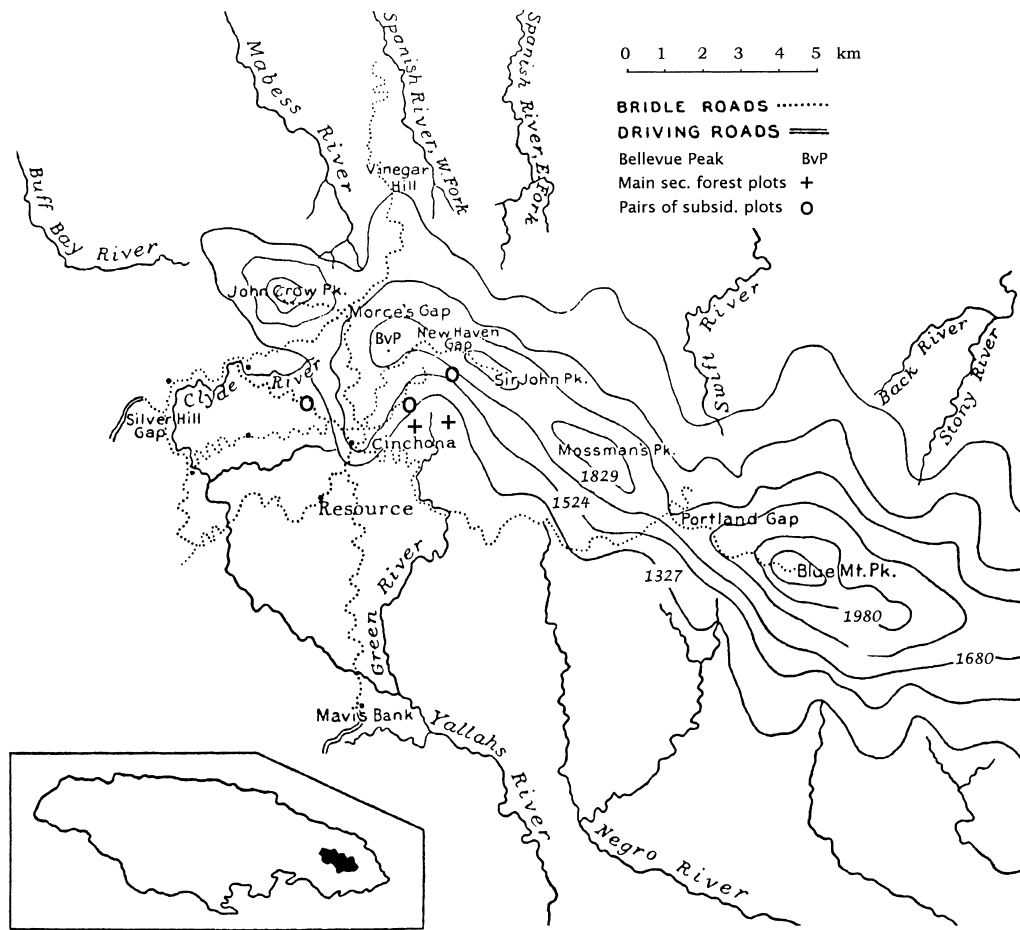 Mabess River
Spanish River, W. Fork
Spanish River, E. Fork
0 1 2 3 4 5 km
BRIDLE ROADS
DRIVING ROADS
Bellevue Peak BvP
Main sec. forest plots +
Pairs of subsid. plots O
Vinegar
Hill
Buff Bay River
John Crow Pk.
Morce's Gap
BvP
New Haven
Gap
Sir John Pk.
Swift River
Back River
Stony River
Clyde River
Silver Hill
Gap
Cinchona
Mossman's Pk.
1829
1524
Resource
Portland Gap
Blue Mt. Pk.
1327
1980
1680
Green River
Mavis Bank
Yallahs River
Negro River